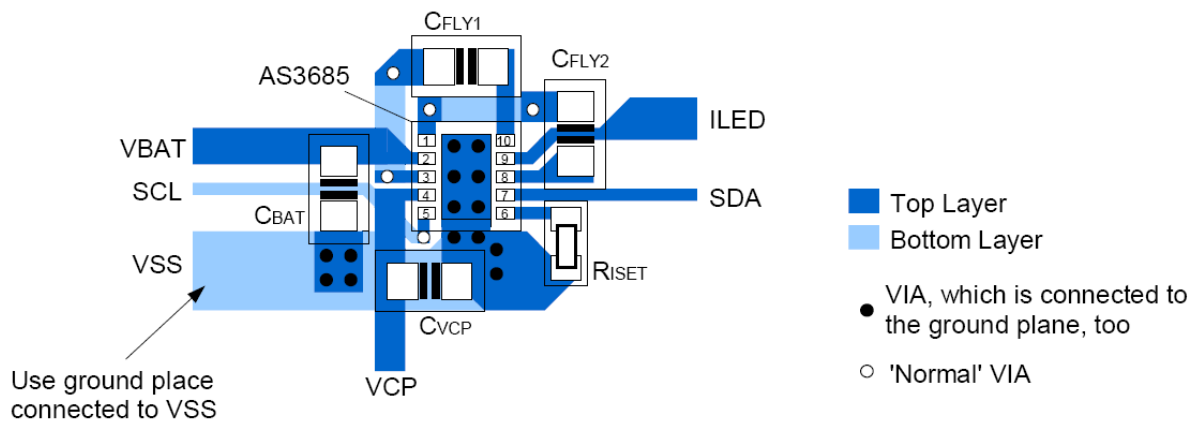 CFLY1
CFLY2
AS3685
ILED
VBAT
SCL
CBAT
VSS
1
2
3
4
5
10
9
8
7
6
SDA
RISET
CVCP
VCP
Use ground place
connected to VSS
Top Layer
Bottom Layer
VIA, which is connected to
the ground plane, too
'Normal' VIA